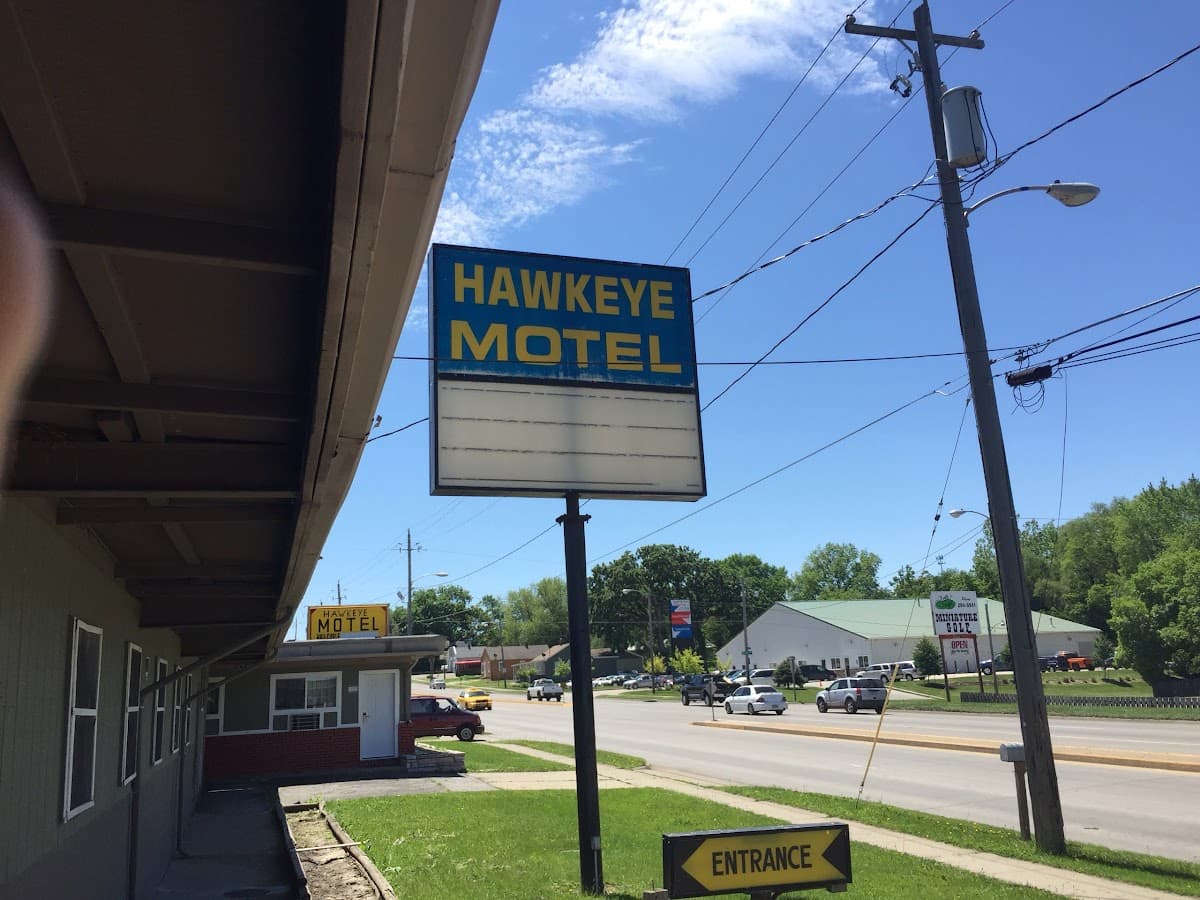 HAWKEYE
MOTEL
HAWKEYE
MOTEL
MINIATURE
GOLF
OPEN
ENTRANCE